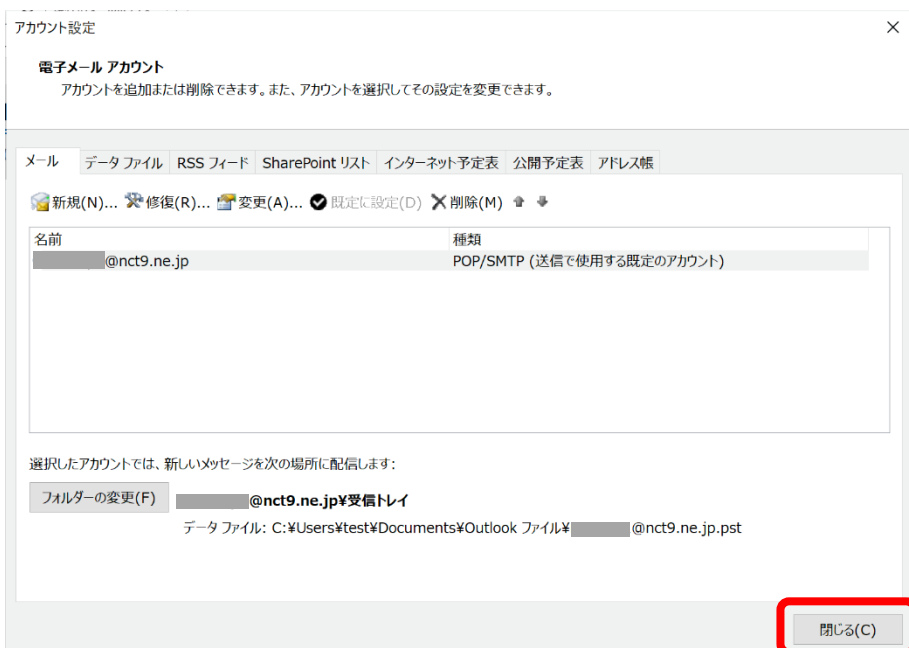 アカウント設定
電子メール アカウント
アカウントを追加または削除できます。また、アカウントを選択してその設定を変更できます。
メール データ ファイル RSS フィード SharePoint リスト インターネット予定表 公開予定表 アドレス帳
新規(N)... 修復(R)... 変更(A)... 既定に設定(D) 削除(M)
名前 種類
@nct9.ne.jp POP/SMTP (送信で使用する既定のアカウント)
選択したアカウントでは、新しいメッセージを次の場所に配信します:
フォルダーの変更(F) @nct9.ne.jp¥受信トレイ
データ ファイル: C:¥Users¥test¥Documents¥Outlook ファイル¥ @nct9.ne.jp.pst
閉じる(C)